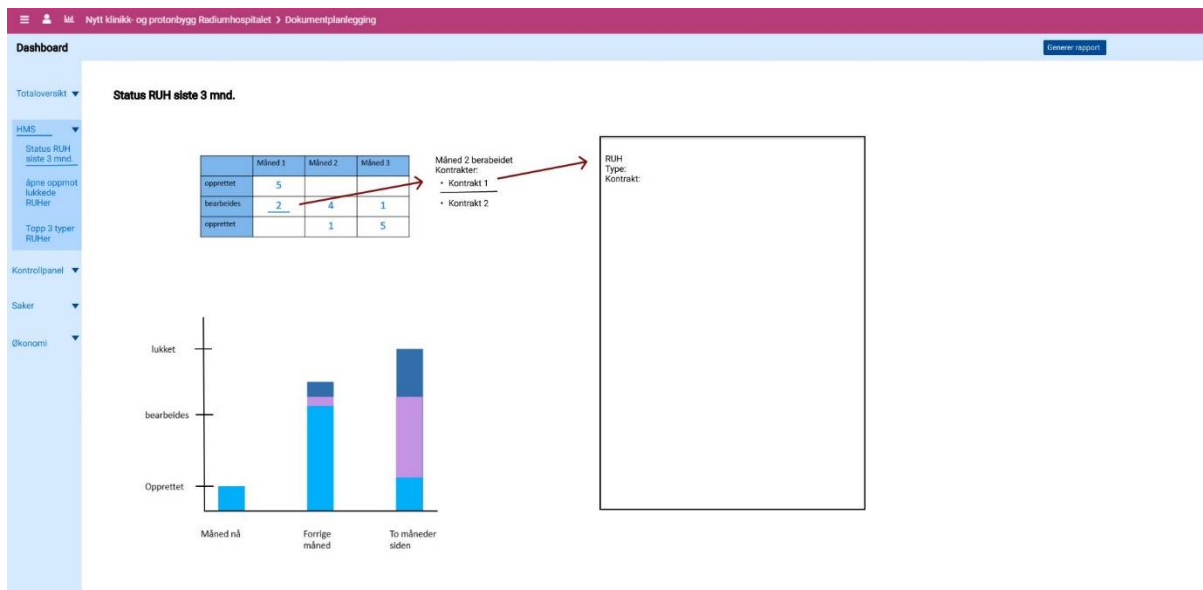 Nytt klinikk- og protonbygg Radiumhospitalet > Dokumentplanlegging
Dashboard
Generer rapport
Totaloversikt
HMS
Status RUH
siste 3 mnd.
åpne oppmot
lukkede
RUHer
Topp 3 typer
RUHer
Kontrollpanel
Saker
Økonomi
Status RUH siste 3 mnd.
Måned 1 Måned 2 Måned 3
opprettet 5
bearbeides 2 4 1
opprettet 1 5
Måned 2 berabeidet
Kontrakter:
• Kontrakt 1
• Kontrakt 2
RUH
Type:
Kontrakt:
lukket
bearbeides
Opprettet
Måned nå
Forrige
måned
To måneder
siden